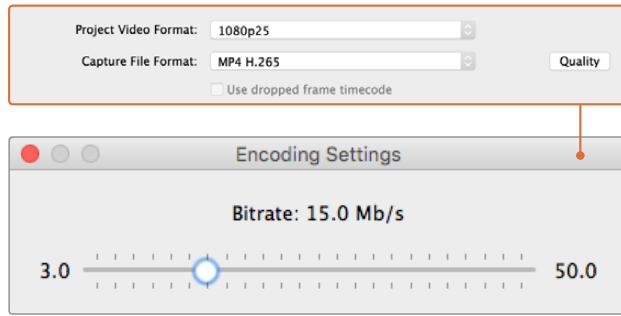 Project Video Format: 1080p25
Capture File Format: MP4 H.265 Quality
Use dropped frame timecode
Encoding Settings
Bitrate: 15.0 Mb/s
3.0 50.0